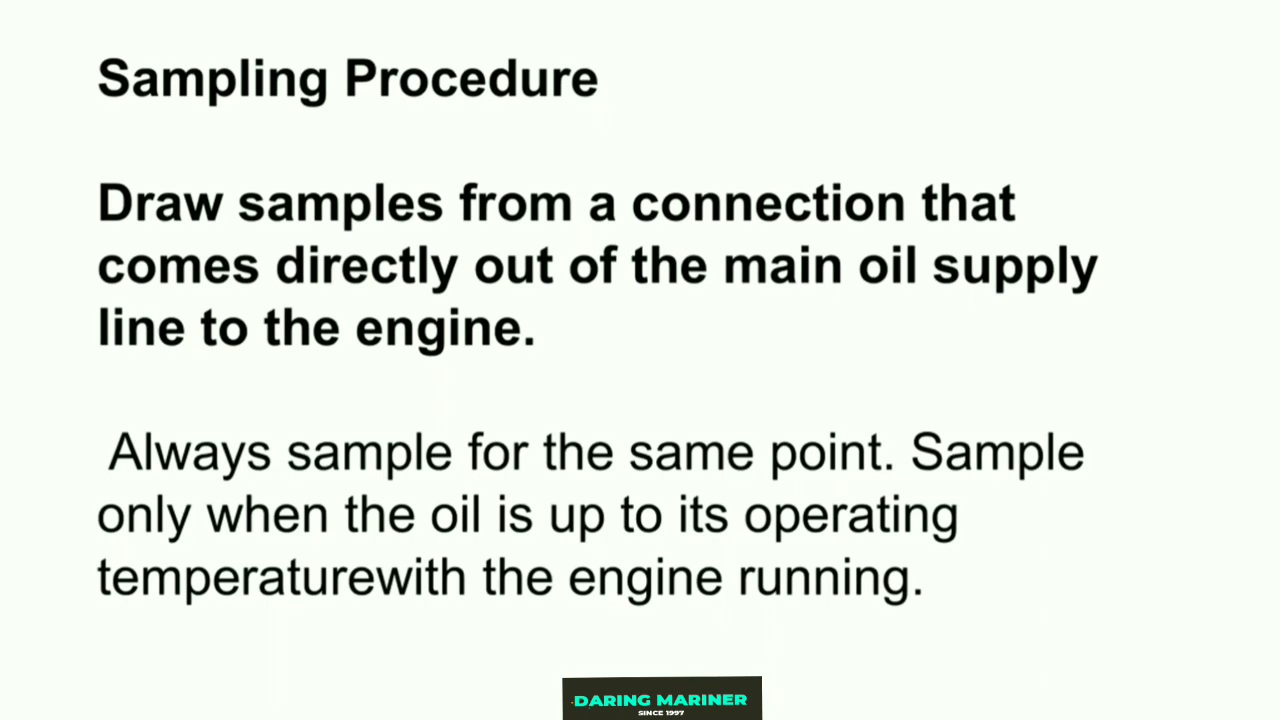 Sampling Procedure
Draw samples from a connection that
comes directly out of the main oil supply
line to the engine.
Always sample for the same point. Sample
only when the oil is up to its operating
temperaturewith the engine running.
DARING MARINER
SINCE 1997